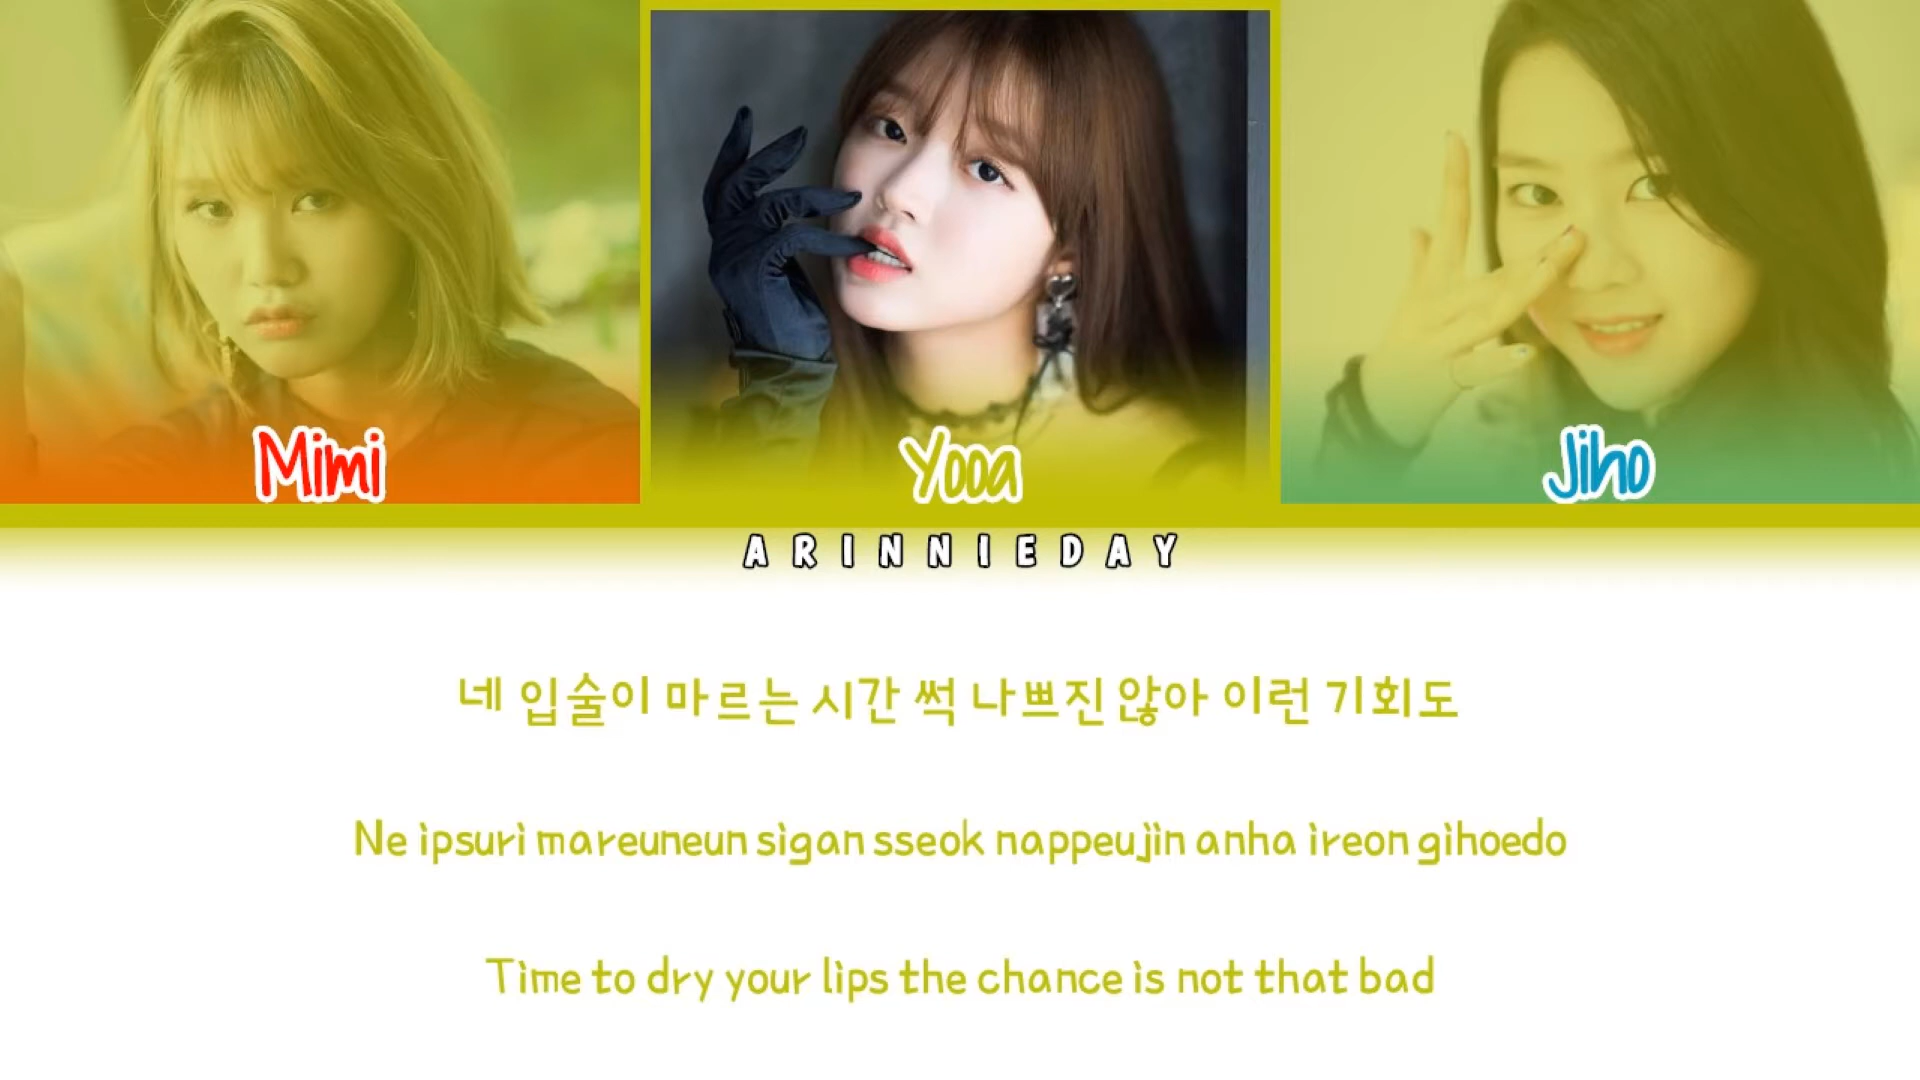 Mimi
Yooa
Jiho
ARINNIEDAY
네 입술이 마르는 시간 썩 나쁘진 않아 이런 기회도
Ne ipsuri mareuneun sigan sseok nappeujin anha ireon gihoedo
Time to dry your lips the chance is not that bad